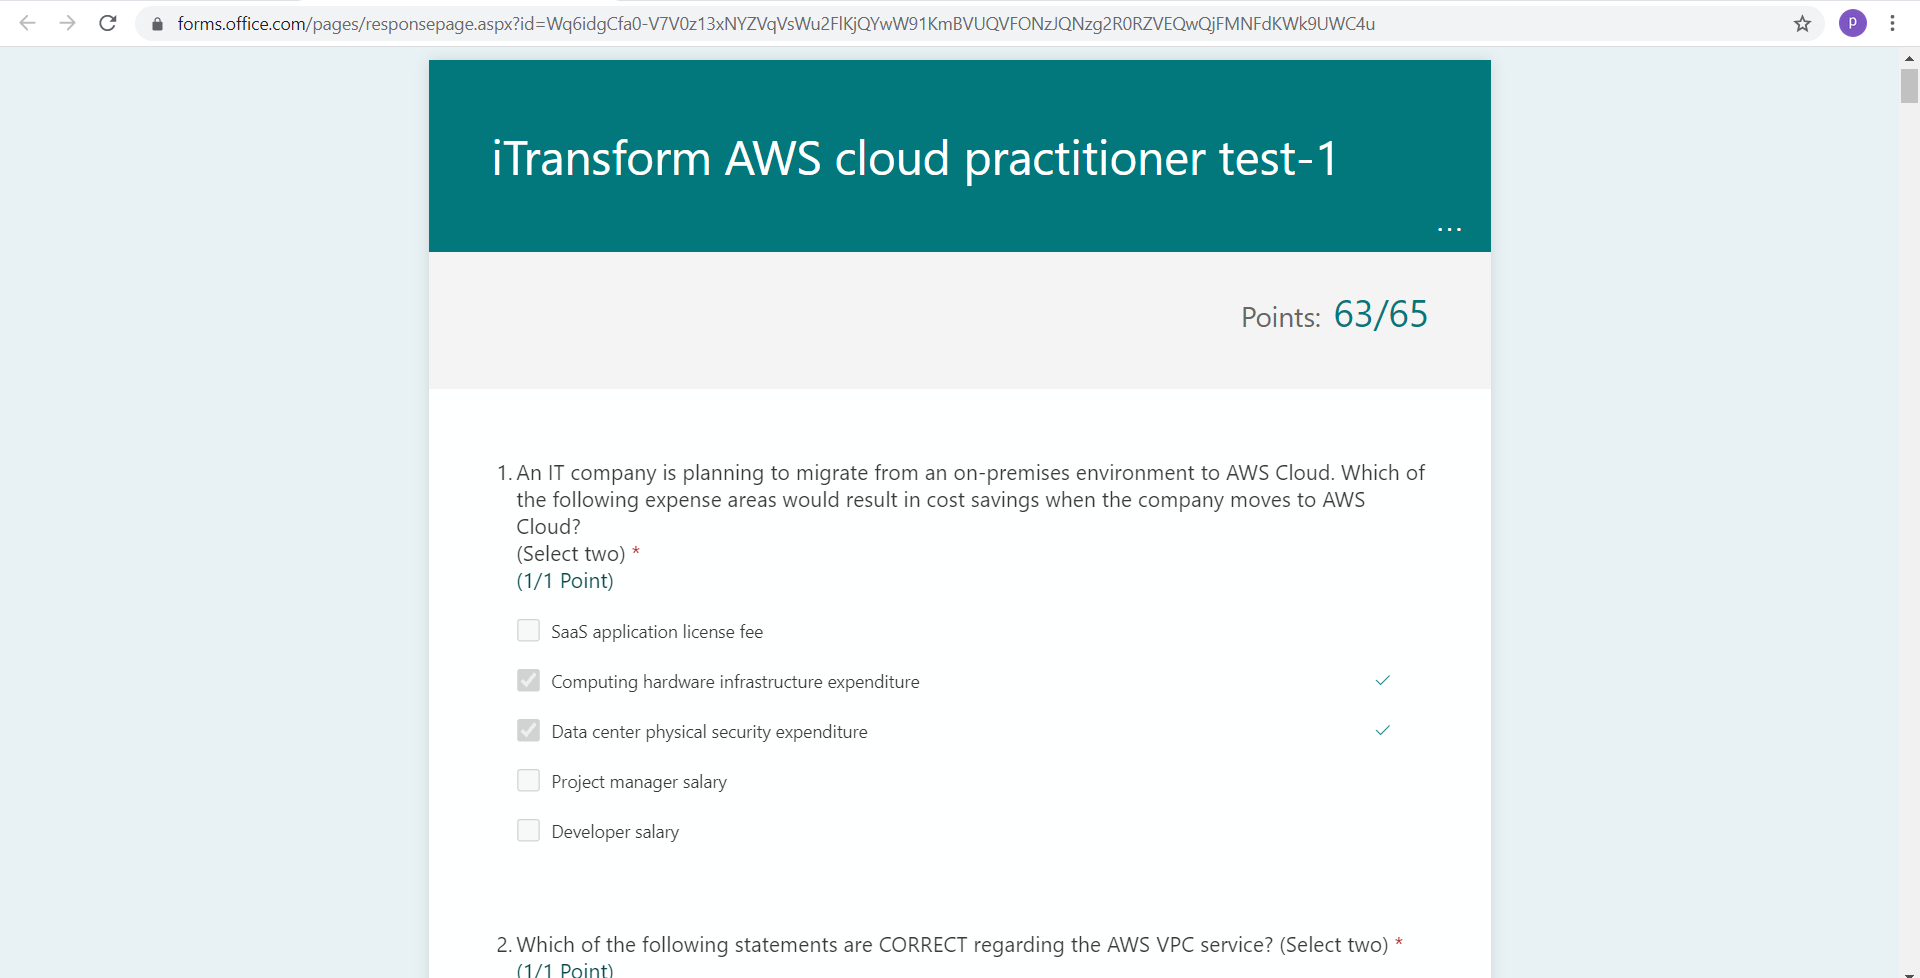 forms.office.com/pages/responsepage.aspx?id=Wq6idgCfa0-V7V0z13xNYZVqVsWu2FlKjQYwW91KmBVUQVFONzJQNzg2R0RZVEQwQjFMNFdKWk9UWC4u
P
iTransform AWS cloud practitioner test-1
...
Points: 63/65
1. An IT company is planning to migrate from an on-premises environment to AWS Cloud. Which of
the following expense areas would result in cost savings when the company moves to AWS
Cloud?
(Select two) *
(1/1 Point)
SaaS application license fee
Computing hardware infrastructure expenditure
Data center physical security expenditure
Project manager salary
Developer salary
2. Which of the following statements are CORRECT regarding the AWS VPC service? (Select two) *
(1/1 Point)